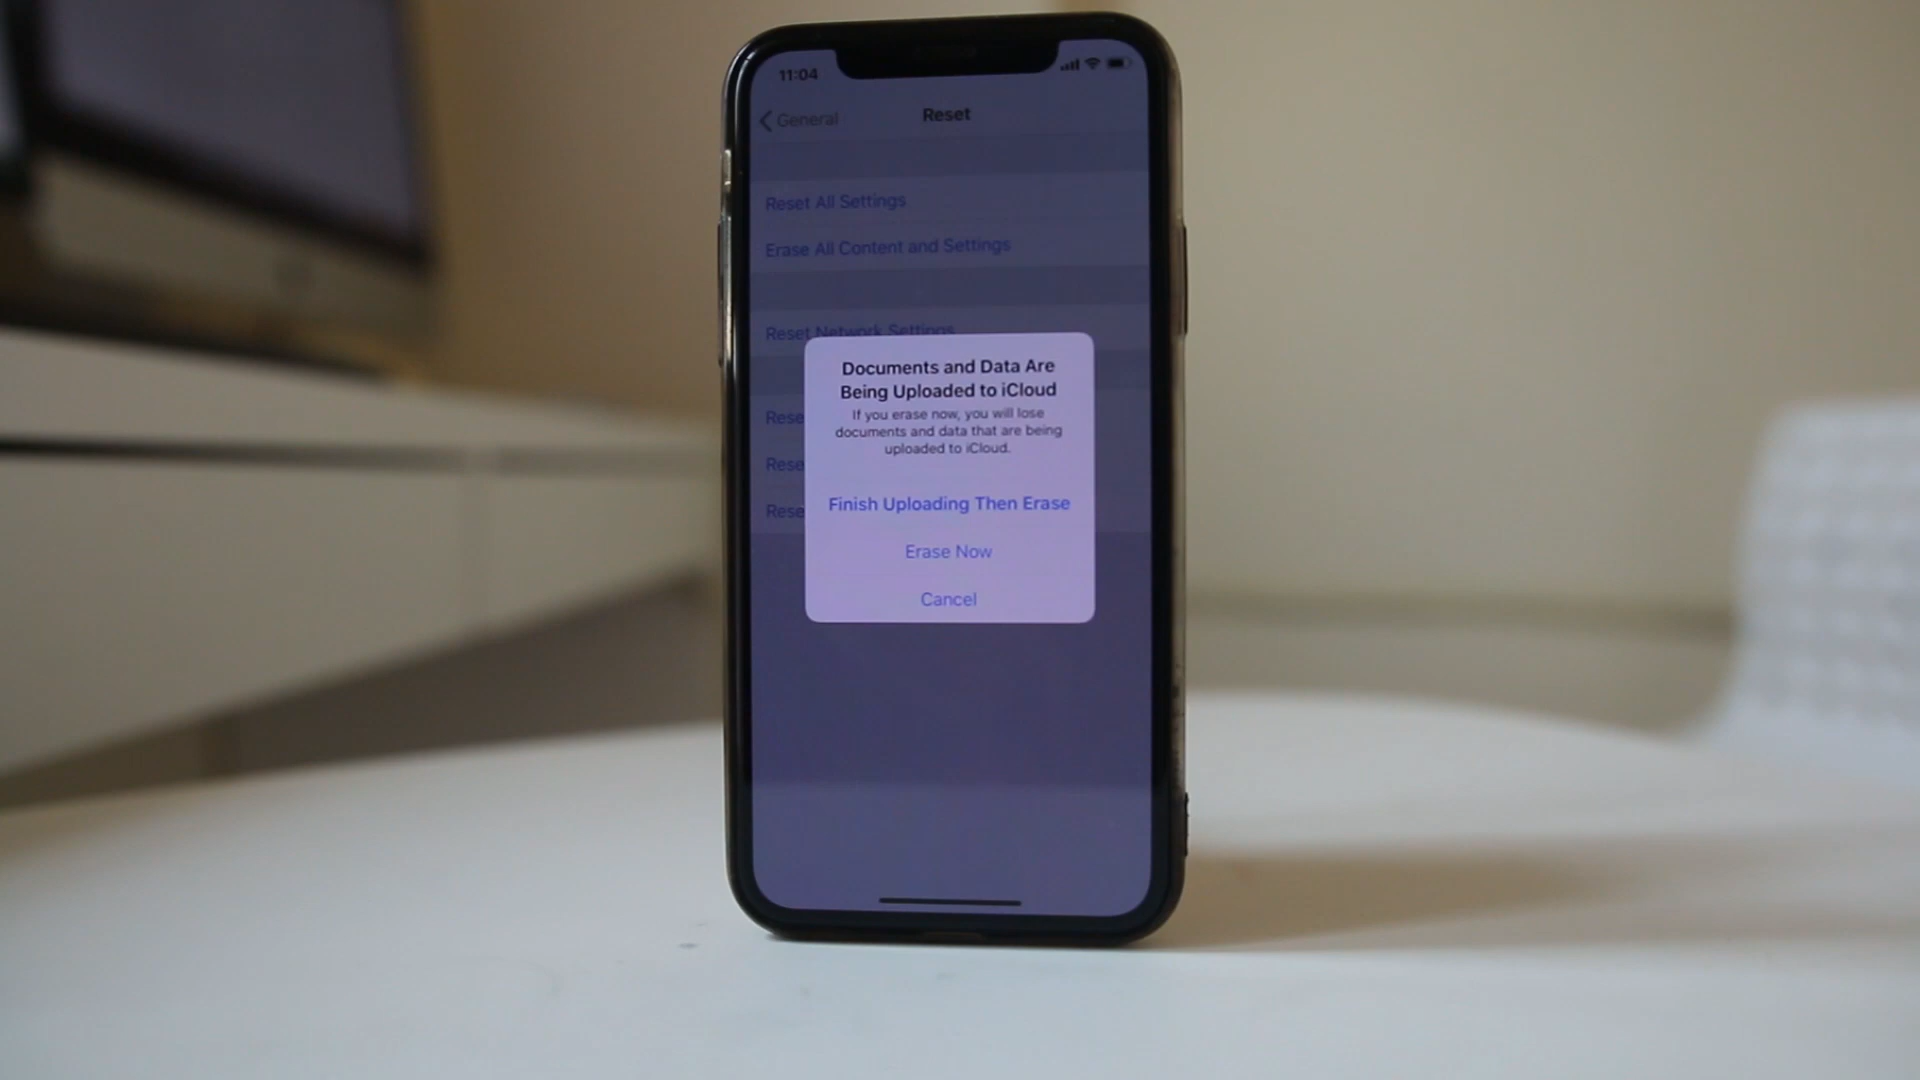 11:04
General
Reset
Reset All Settings
Erase All Content and Settings
Reset Network Settings
Documents and Data Are
Being Uploaded to iCloud
If you erase now, you will lose
documents and data that are being
uploaded to iCloud.
Rese
Rese
Finish Uploading Then Erase
Rese
Erase Now
Cancel